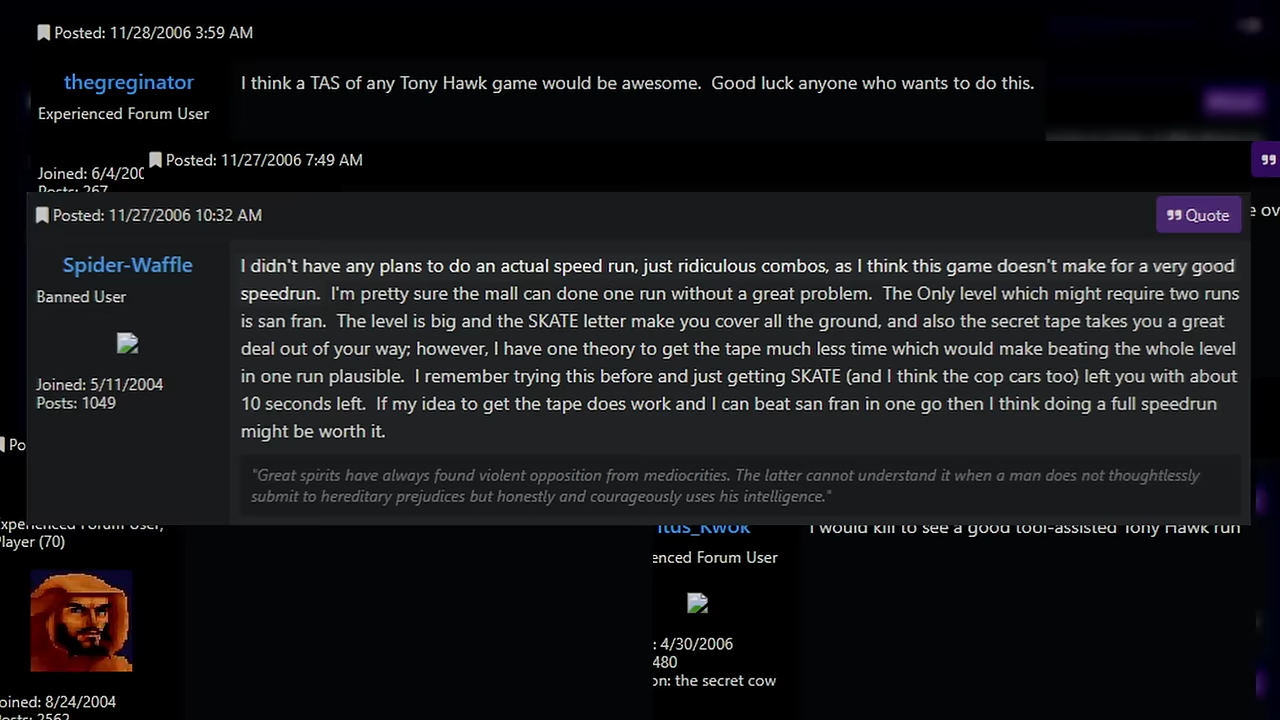 Posted: 11/28/2006 3:59 AM
thegreginator
Experienced Forum User
I think a TAS of any Tony Hawk game would be awesome.  Good luck anyone who wants to do this.
Joined: 6/4/200
Posts: 267
Posted: 11/27/2006 7:49 AM
Posted: 11/27/2006 10:32 AM
Quote
e ov
Spider-Waffle
Banned User
Joined: 5/11/2004
Posts: 1049
I didn't have any plans to do an actual speed run, just ridiculous combos, as I think this game doesn't make for a very good
speedrun.  I'm pretty sure the mall can done one run without a great problem.  The Only level which might require two runs
is san fran.  The level is big and the SKATE letter make you cover all the ground, and also the secret tape takes you a great
deal out of your way; however, I have one theory to get the tape much less time which would make beating the whole level
in one run plausible.  I remember trying this before and just getting SKATE (and I think the cop cars too) left you with about
10 seconds left.  If my idea to get the tape does work and I can beat san fran in one go then I think doing a full speedrun
might be worth it.
"Great spirits have always found violent opposition from mediocrities. The latter cannot understand it when a man does not thoughtlessly
submit to hereditary prejudices but honestly and courageously uses his intelligence."
Po
Experienced Forum User,
Player (70)
oined: 8/24/2004
Posts: 2562
itus_Kwok
enced Forum User
: 4/30/2006
480
on: the secret cow
I would kill to see a good tool-assisted Tony Hawk run